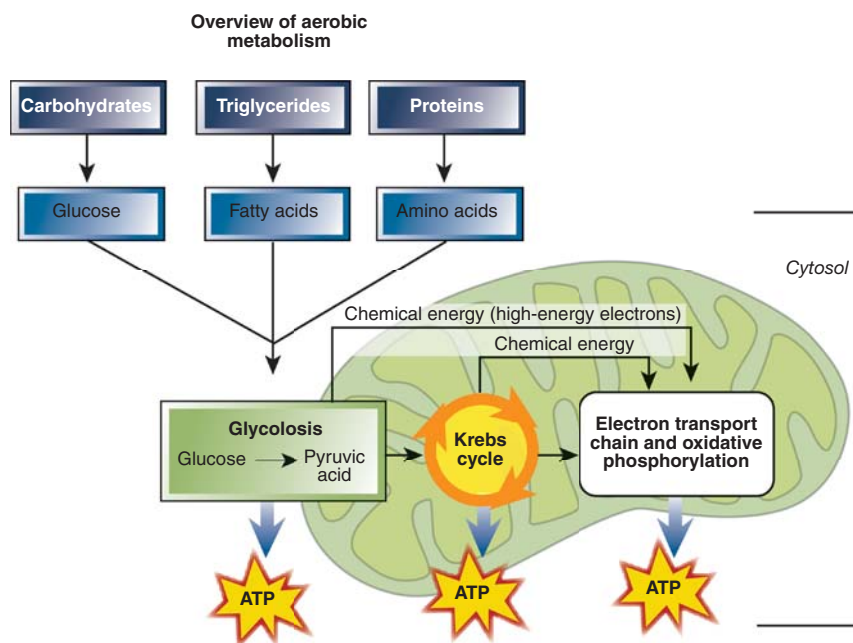 Overview of aerobic
metabolism
Carbohydrates
Triglycerides
Proteins
Glucose
Fatty acids
Amino acids
Cytosol
Chemical energy (high-energy electrons)
Chemical energy
Glycolosis
Glucose
Pyruvic
acid
Krebs
cycle
Electron transport
chain and oxidative
phosphorylation
ATP
ATP
ATP